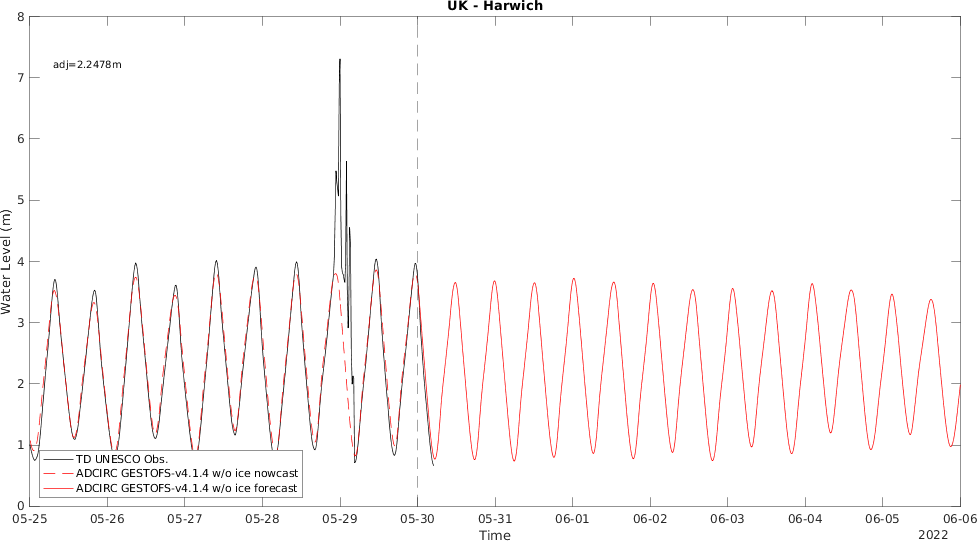 UK - Harwich
8
7
6
5
4
3
2
1
0
Water Level (m)
adj=2.2478m
TD UNESCO Obs.
ADCIRC GESTOFS-v4.1.4 w/o ice nowcast
ADCIRC GESTOFS-v4.1.4 w/o ice forecast
05-25 05-26 05-27 05-28 05-29 05-30 05-31 06-01 06-02 06-03 06-04 06-05 06-06
Time
2022